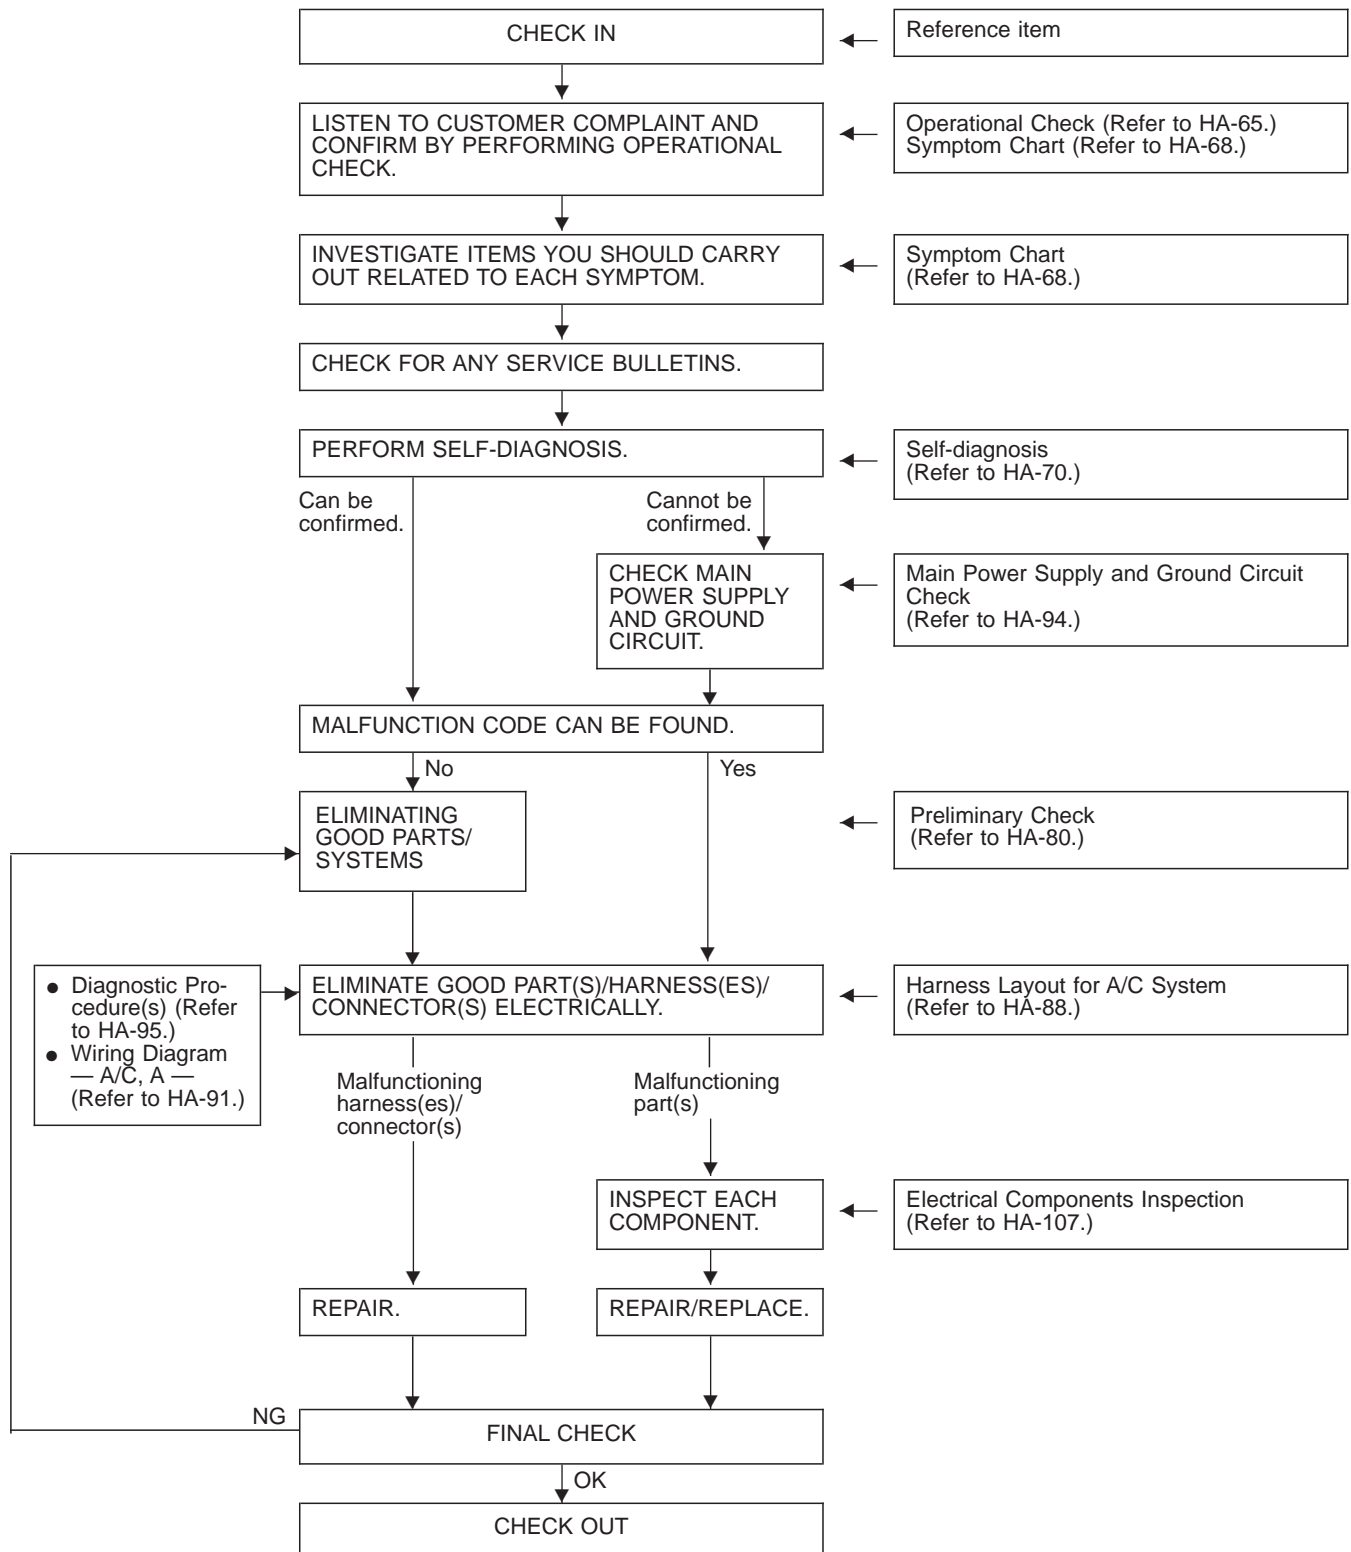 CHECK IN
Reference item
LISTEN TO CUSTOMER COMPLAINT AND
CONFIRM BY PERFORMING OPERATIONAL
CHECK.
Operational Check (Refer to HA-65.)
Symptom Chart (Refer to HA-68.)
INVESTIGATE ITEMS YOU SHOULD CARRY
OUT RELATED TO EACH SYMPTOM.
Symptom Chart
(Refer to HA-68.)
CHECK FOR ANY SERVICE BULLETINS.
PERFORM SELF-DIAGNOSIS.
Self-diagnosis
(Refer to HA-70.)
Can be
confirmed.
Cannot be
confirmed.
CHECK MAIN
POWER SUPPLY
AND GROUND
CIRCUIT.
Main Power Supply and Ground Circuit
Check
(Refer to HA-94.)
MALFUNCTION CODE CAN BE FOUND.
No
Yes
ELIMINATING
GOOD PARTS/
SYSTEMS
Preliminary Check
(Refer to HA-80.)
● Diagnostic Pro-
cedure(s) (Refer
to HA-95.)
● Wiring Diagram
— A/C, A —
(Refer to HA-91.)
ELIMINATE GOOD PART(S)/HARNESS(ES)/
CONNECTOR(S) ELECTRICALLY.
Harness Layout for A/C System
(Refer to HA-88.)
Malfunctioning
harness(es)/
connector(s)
Malfunctioning
part(s)
INSPECT EACH
COMPONENT.
Electrical Components Inspection
(Refer to HA-107.)
REPAIR.
REPAIR/REPLACE.
NG
FINAL CHECK
OK
CHECK OUT